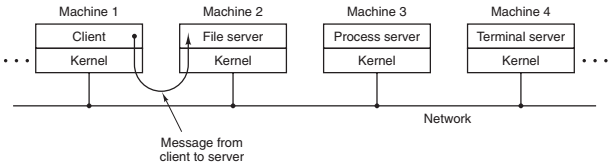 Machine 1 Machine 2 Machine 3 Machine 4
Client File server Process server Terminal server
Kernel Kernel Kernel Kernel
Network
Message from
client to server